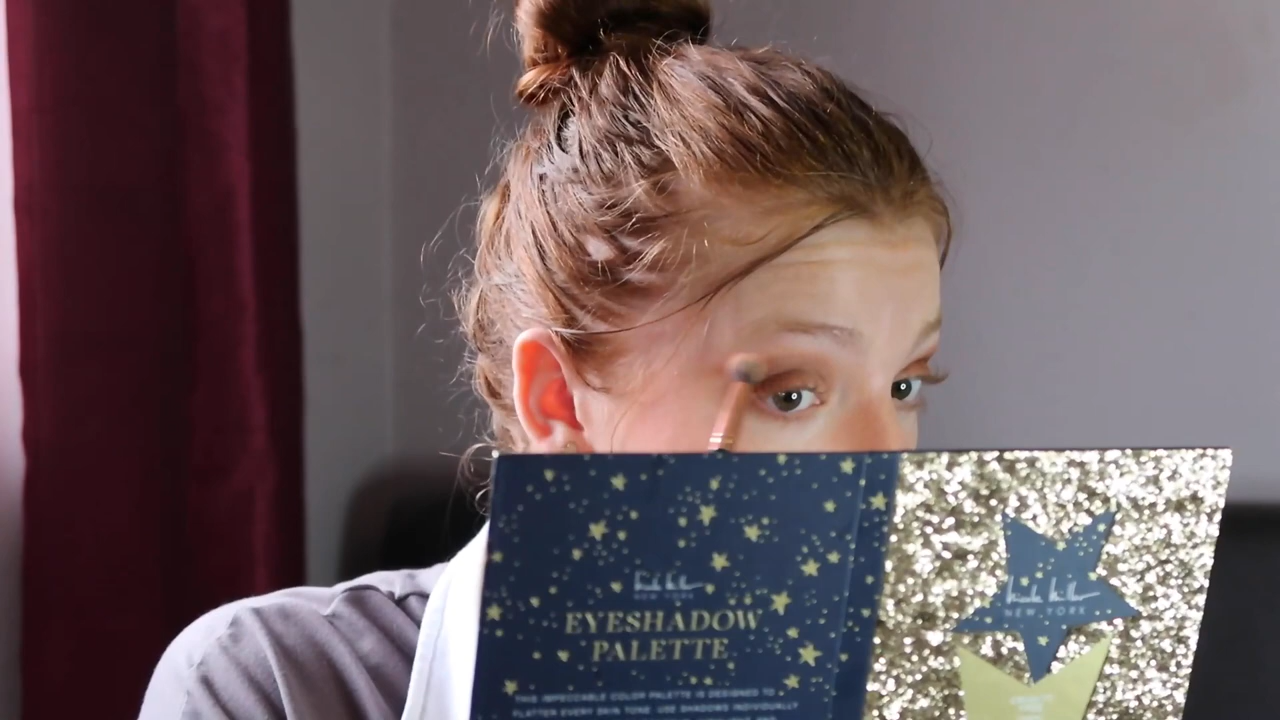 NEW YORK
EYESHADOW
PALETTE
THIS IMPECCABLE COLOR PALETTE IS DESIGNED TO
FLATTER EVERY SKIN TONE. USE SHADOWS INDIVIDUALLY
NEW YORK